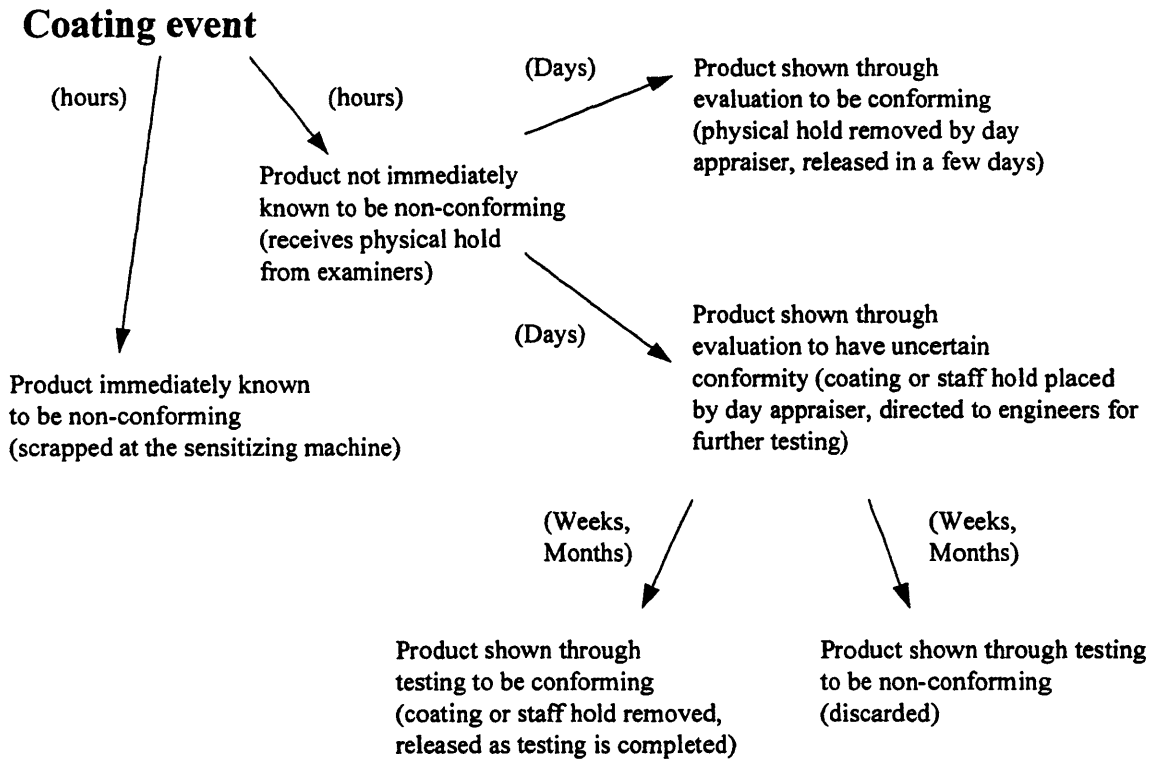 Coating event
(hours)
(hours)
(Days)
Product shown through
evaluation to be conforming
(physical hold removed by day
appraiser, released in a few days)
Product not immediately
known to be non-conforming
(receives physical hold
from examiners)
(Days)
Product shown through
evaluation to have uncertain
conformity (coating or staff hold placed
by day appraiser, directed to engineers for
further testing)
Product immediately known
to be non-conforming
(scrapped at the sensitizing machine)
(Weeks,
Months)
(Weeks,
Months)
Product shown through
testing to be conforming
(coating or staff hold removed,
released as testing is completed)
Product shown through testing
to be non-conforming
(discarded)